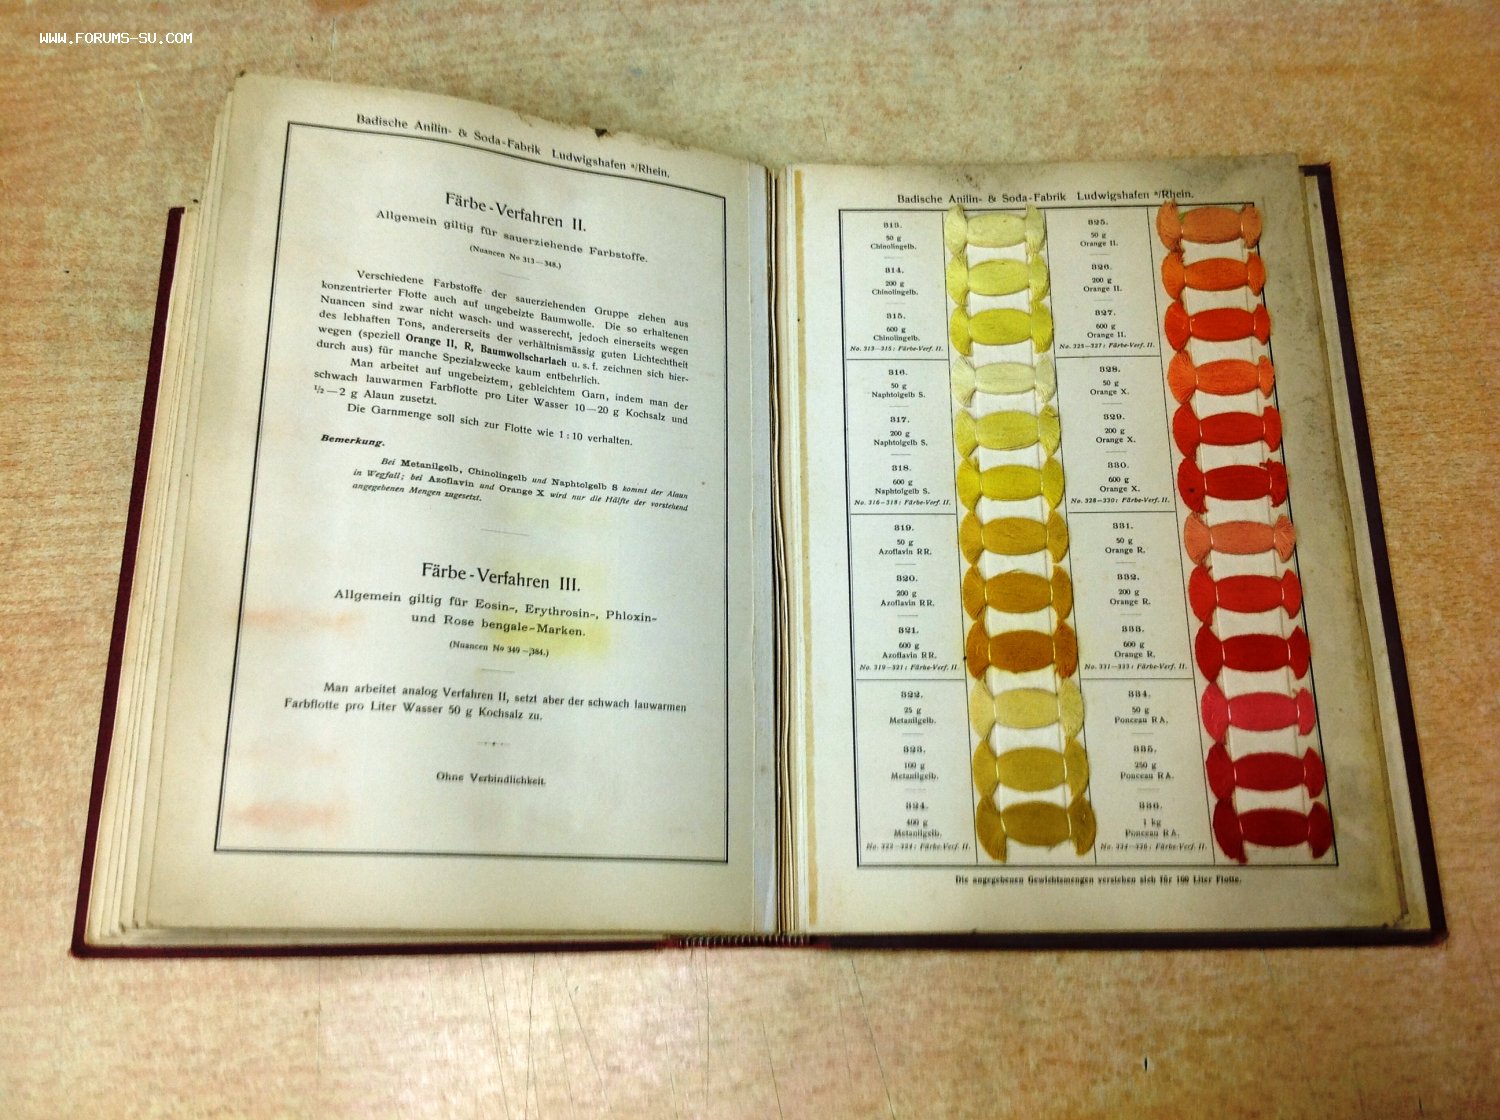 WWW.FORUMS-SU.COM
Badische Anilin- & Soda-Fabrik Ludwigshafen a/Rhein.
Färbe-Verfahren II.
Allgemein giltig für sauerziehende Farbstoffe.
(Nuancen No 313—348.)
Verschiedene Farbstoffe der sauerziehenden Gruppe ziehen aus
konzentrierter Flotte auch auf ungebeizte Baumwolle. Die so erhaltenen
Nuancen sind zwar nicht wasch- und wasserecht, jedoch einerseits wegen
des lebhaften Tons, andererseits der verhältnismässig guten Lichtechtheit
wegen (speziell Orange II, R, Baumwollscharlach u. s. f. zeichnen sich hier-
durch aus) für manche Spezialzwecke kaum entbehrlich.
Man arbeitet auf ungebeiztem, gebleichtem Garn, indem man der
schwach lauwarmen Farbflotte pro Liter Wasser 10—20 g Kochsalz und
½—2 g Alaun zusetzt.
Die Garnmenge soll sich zur Flotte wie 1:10 verhalten.
Bemerkung.
Bei Metanilgelb, Chinolingelb und Naphtolgelb S kommt der Alaun
in Wegfall; bei Azoflavin und Orange X wird nur die Hälfte der vorstehend
angegebenen Mengen zugesetzt.
Färbe-Verfahren III.
Allgemein giltig für Eosin-, Erythrosin-, Phloxin-
und Rose bengale-Marken.
(Nuancen No 349—384.)
Man arbeitet analog Verfahren II, setzt aber der schwach lauwarmen
Farbflotte pro Liter Wasser 50 g Kochsalz zu.
Ohne Verbindlichkeit.
Badische Anilin- & Soda-Fabrik Ludwigshafen a/Rhein.
313.
50 g
Chinolingelb.
314.
200 g
Chinolingelb.
315.
600 g
Chinolingelb.
No. 313—315: Färbe-Verf. II.
316.
50 g
Naphtolgelb S.
317.
200 g
Naphtolgelb S.
318.
600 g
Naphtolgelb S.
No. 316—318: Färbe-Verf. II.
319.
50 g
Azoflavin RR.
320.
200 g
Azoflavin RR.
321.
600 g
Azoflavin RR.
No. 319—321: Färbe-Verf. II.
322.
25 g
Metanilgelb.
323.
100 g
Metanilgelb.
324.
400 g
Metanilgelb.
No. 322—324: Färbe-Verf. II.
325.
50 g
Orange II.
326.
200 g
Orange II.
327.
600 g
Orange II.
No. 325—327: Färbe-Verf. II.
328.
50 g
Orange X.
329.
200 g
Orange X.
330.
600 g
Orange X.
No. 328—330: Färbe-Verf. II.
331.
50 g
Orange R.
332.
200 g
Orange R.
333.
600 g
Orange R.
No. 331—333: Färbe-Verf. II.
334.
50 g
Ponceau RA.
335.
250 g
Ponceau RA.
336.
1 kg
Ponceau RA.
No. 334—336: Färbe-Verf. II.
Die angegebenen Gewichtsmengen verstehen sich für 100 Liter Flotte.